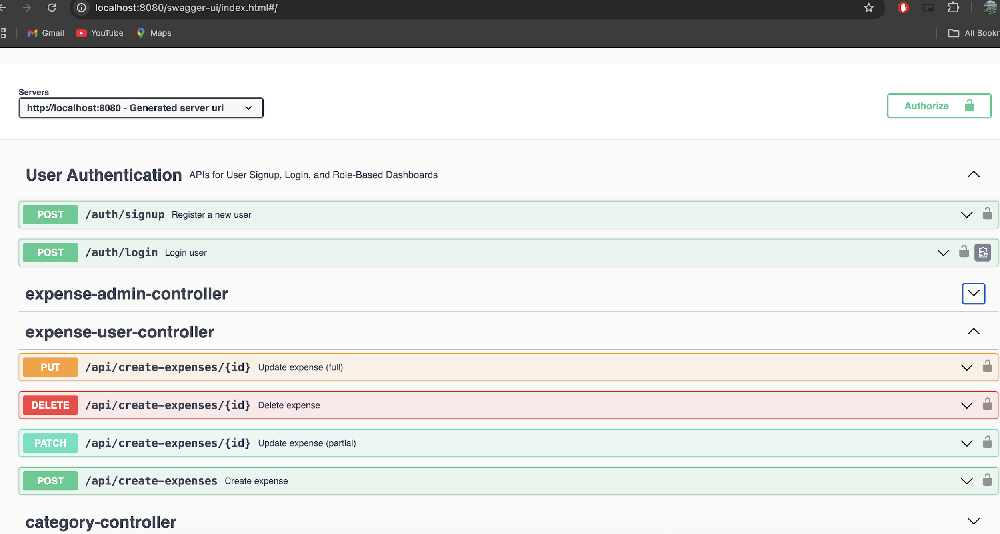 localhost:8080/swagger-ui/index.html#/
Gmail YouTube Maps All Bookm
Servers
http://localhost:8080 - Generated server url
Authorize
User Authentication APIs for User Signup, Login, and Role-Based Dashboards
POST /auth/signup Register a new user
POST /auth/login Login user
expense-admin-controller
expense-user-controller
PUT /api/create-expenses/{id} Update expense (full)
DELETE /api/create-expenses/{id} Delete expense
PATCH /api/create-expenses/{id} Update expense (partial)
POST /api/create-expenses Create expense
category-controller